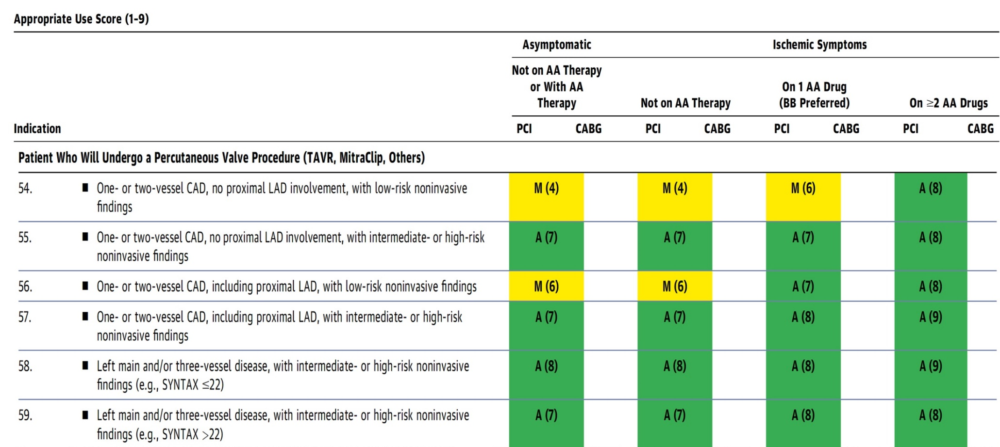 Appropriate Use Score (1–9)
Asymptomatic Ischemic Symptoms
Not on AA Therapy
or With AA
Therapy Not on AA Therapy On 1 AA Drug
(BB Preferred) On ≥2 AA Drugs
Indication PCI CABG PCI CABG PCI CABG PCI CABG
Patient Who Will Undergo a Percutaneous Valve Procedure (TAVR, MitraClip, Others)
54. ■ One- or two-vessel CAD, no proximal LAD involvement, with low-risk noninvasive M (4) M (4) M (6) A (8)
findings
55. ■ One- or two-vessel CAD, no proximal LAD involvement, with intermediate- or high-risk A (7) A (7) A (7) A (8)
noninvasive findings
56. ■ One- or two-vessel CAD, including proximal LAD, with low-risk noninvasive findings M (6) M (6) A (7) A (8)
57. ■ One- or two-vessel CAD, including proximal LAD, with intermediate- or high-risk A (7) A (7) A (8) A (9)
noninvasive findings
58. ■ Left main and/or three-vessel disease, with intermediate- or high-risk noninvasive A (8) A (8) A (8) A (9)
findings (e.g., SYNTAX ≤22)
59. ■ Left main and/or three-vessel disease, with intermediate- or high-risk noninvasive A (7) A (7) A (8) A (8)
findings (e.g., SYNTAX >22)